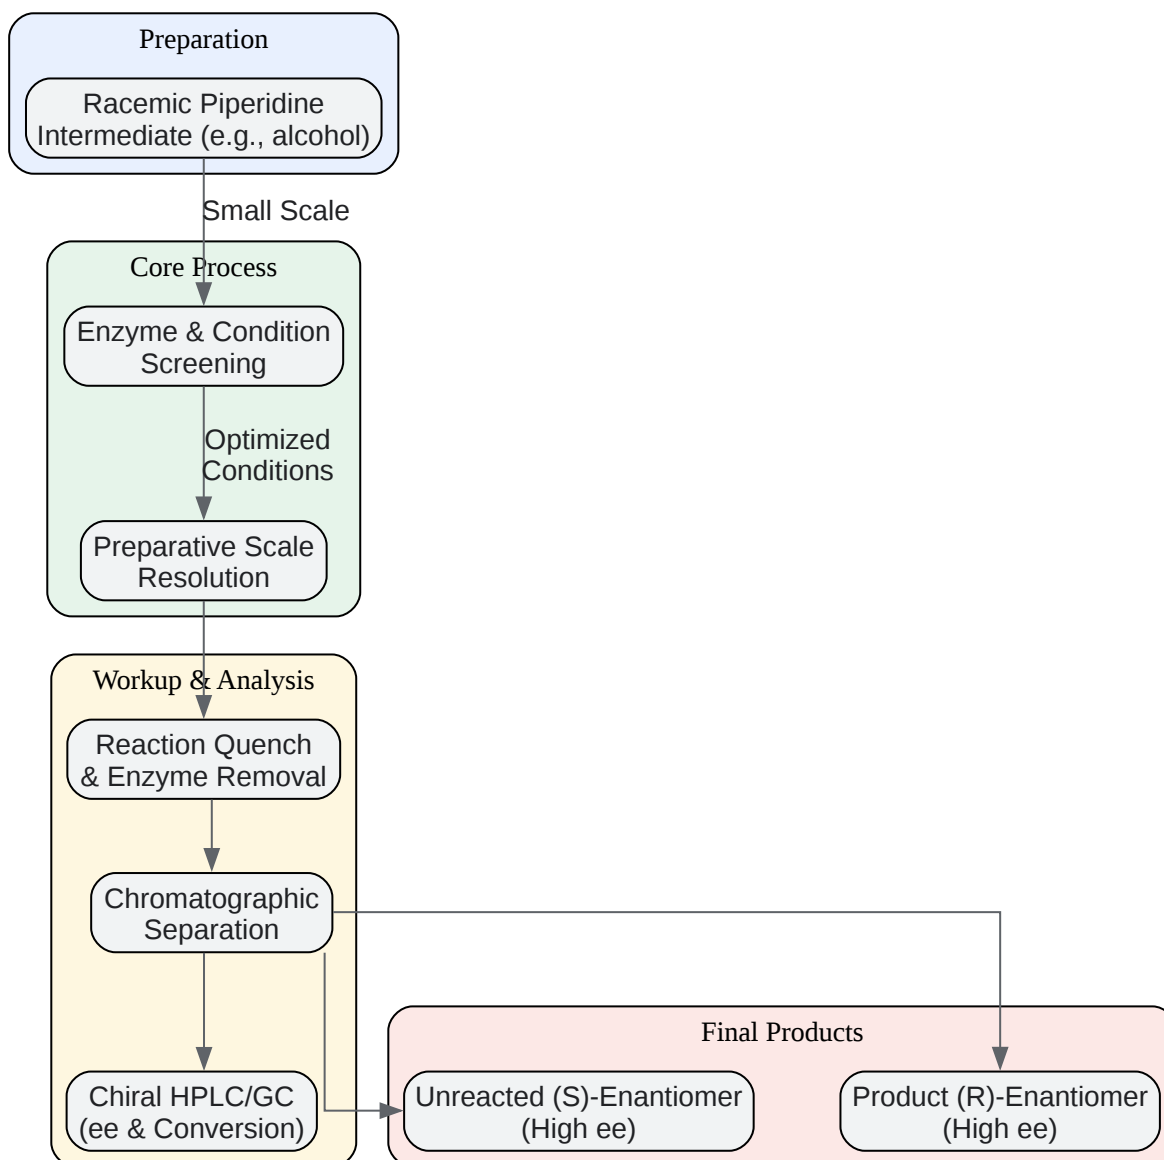 Preparation
Racemic Piperidine
Intermediate (e.g., alcohol)
Small Scale
Core Process
Enzyme & Condition
Screening
Optimized
Conditions
Preparative Scale
Resolution
Workup & Analysis
Reaction Quench
& Enzyme Removal
Chromatographic
Separation
Chiral HPLC/GC
(ee & Conversion)
Final Products
Unreacted (S)-Enantiomer
(High ee)
Product (R)-Enantiomer
(High ee)